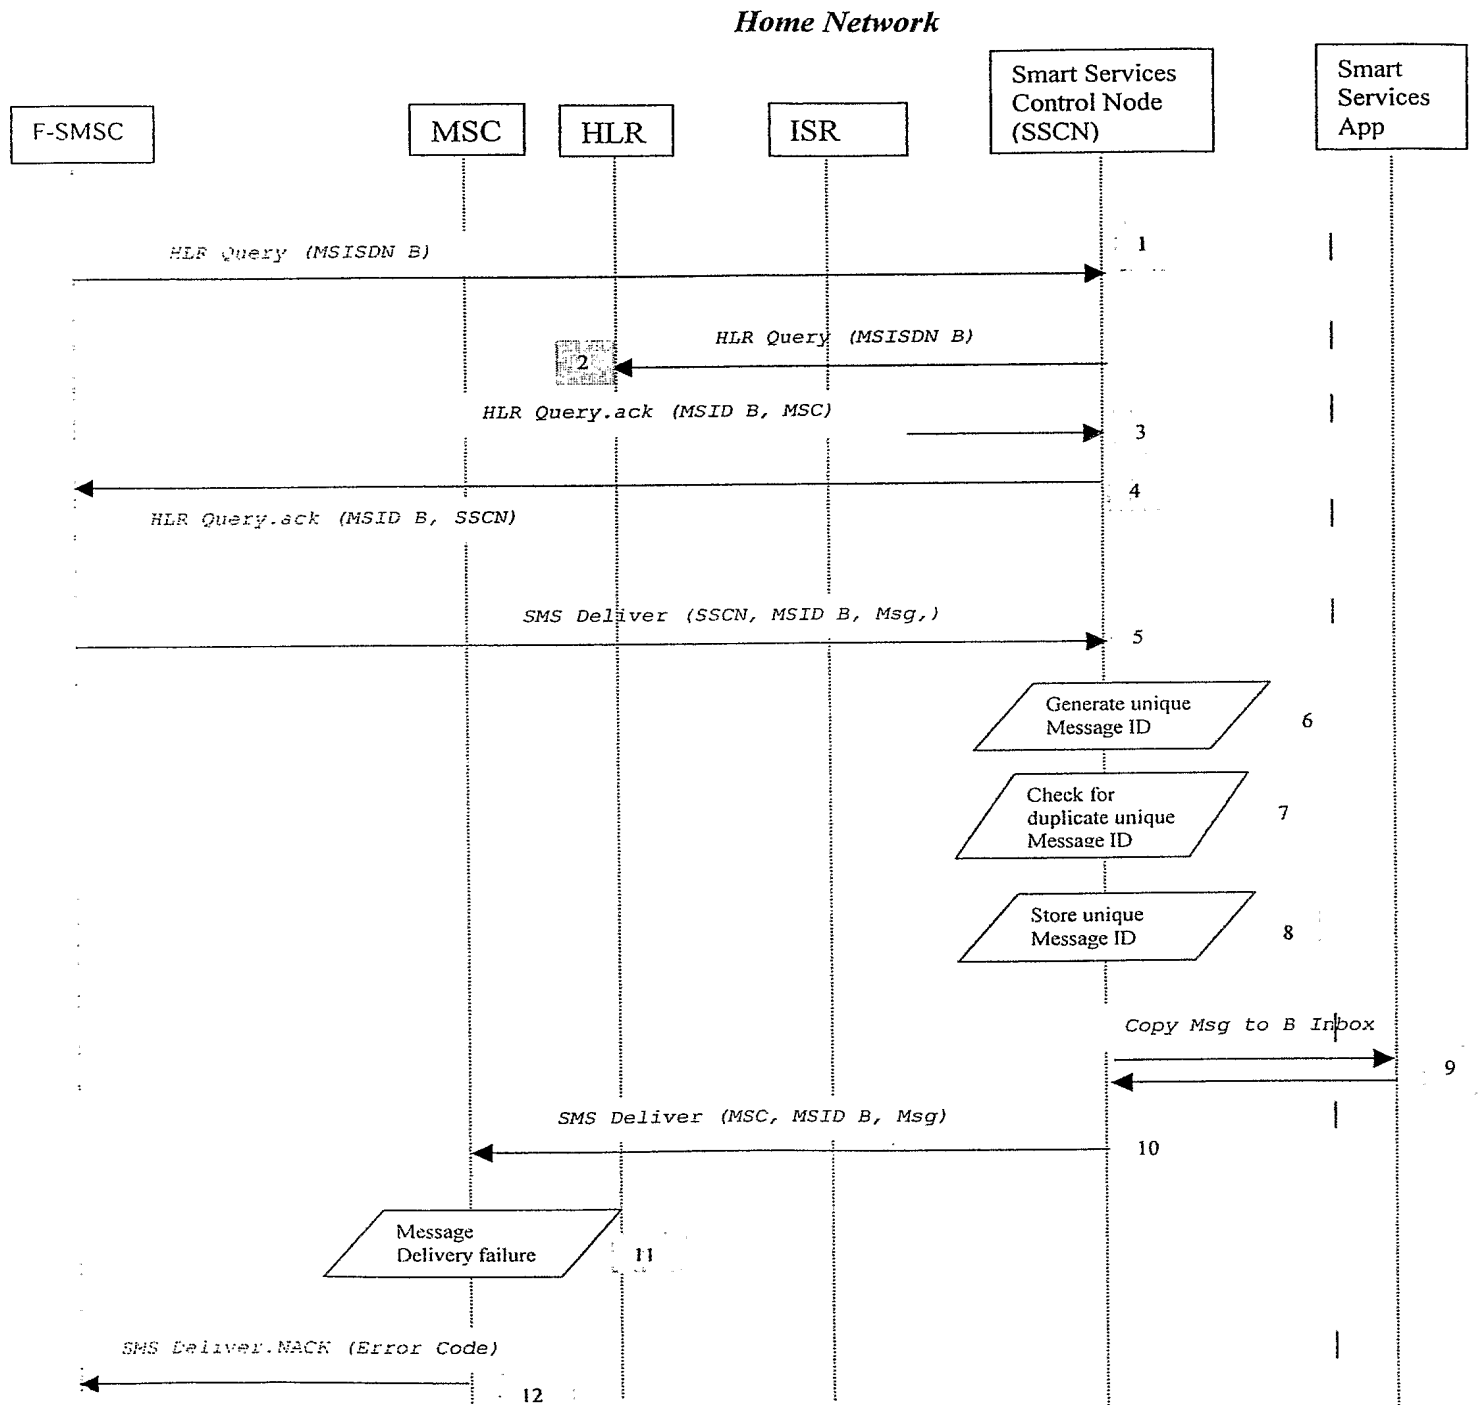 Home Network
F-SMSC
MSC
HLR
ISR
Smart Services
Control Node
(SSCN)
Smart
Services
App
1
HLR Query (MSISDN B)
HLR Query (MSISDN B)
2
HLR Query.ack (MSID B, MSC)
3
4
HLR Query.ack (MSID B, SSCN)
SMS Deliver (SSCN, MSID B, Msg,)
5
Generate unique
Message ID
6
Check for
duplicate unique
Message ID
7
Store unique
Message ID
8
Copy Msg to B Inbox
9
SMS Deliver (MSC, MSID B, Msg)
10
Message
Delivery failure
11
SMS Deliver.NACK (Error Code)
12